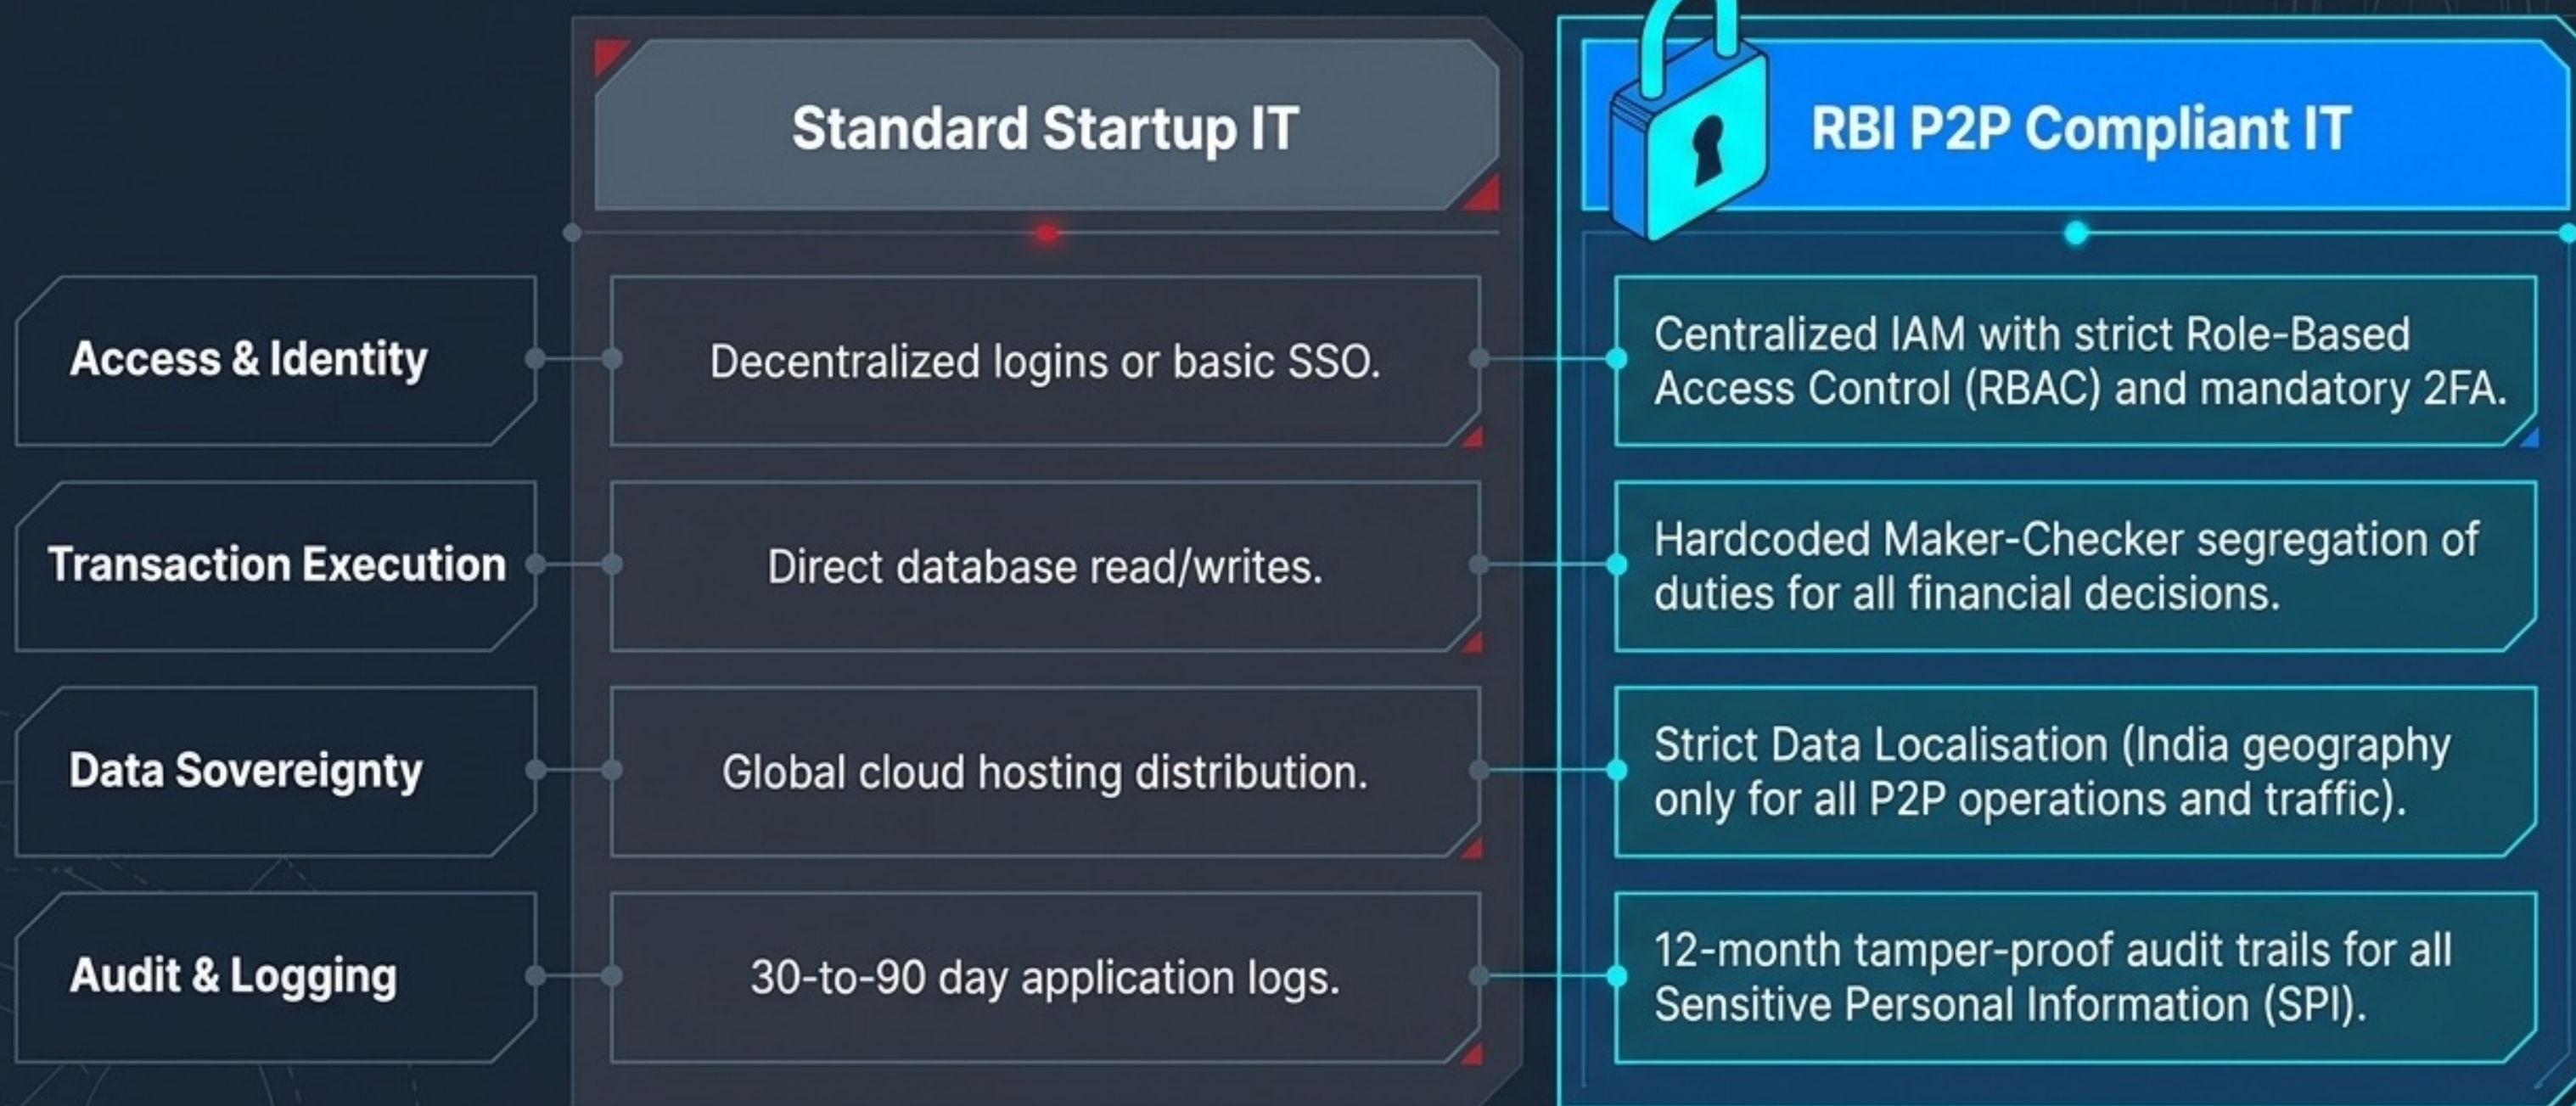 Standard Startup IT
RBI P2P Compliant IT
Access & Identity
Decentralized logins or basic SSO.
Centralized IAM with strict Role-Based
Access Control (RBAC) and mandatory 2FA.
Transaction Execution
Direct database read/writes.
Hardcoded Maker-Checker segregation of
duties for all financial decisions.
Data Sovereignty
Global cloud hosting distribution.
Strict Data Localisation (India geography
only for all P2P operations and traffic).
Audit & Logging
30-to-90 day application logs.
12-month tamper-proof audit trails for all
Sensitive Personal Information (SPI).